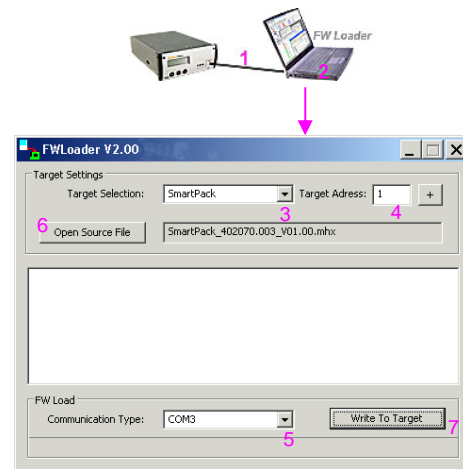 FW Loader
1
2
FWLoader V2.00
Target Settings
Target Selection: SmartPack Target Adress: 1 +
3 4
6 Open Source File SmartPack_402070.003_V01.00.mhx
FW Load
Communication Type: COM3 Write To Target
5 7